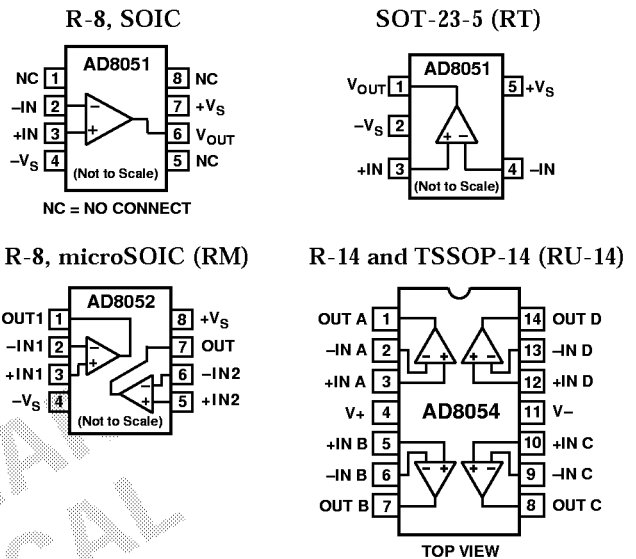 R-8, SOIC
AD8051
NC 1
8 NC
–IN 2
7 +VS
+IN 3
6 VOUT
–VS 4
5 NC
(Not to Scale)
NC = NO CONNECT
SOT-23-5 (RT)
AD8051
VOUT 1
5 +VS
–VS 2
+IN 3
4 –IN
(Not to Scale)
R-8, microSOIC (RM)
AD8052
OUT1 1
8 +VS
–IN1 2
7 OUT
+IN1 3
6 –IN2
–VS 4
5 +IN2
(Not to Scale)
R-14 and TSSOP-14 (RU-14)
OUT A 1
14 OUT D
–IN A 2
13 –IN D
+IN A 3
12 +IN D
V+ 4
AD8054
11 V–
+IN B 5
10 +IN C
–IN B 6
9 –IN C
OUT B 7
8 OUT C
TOP VIEW